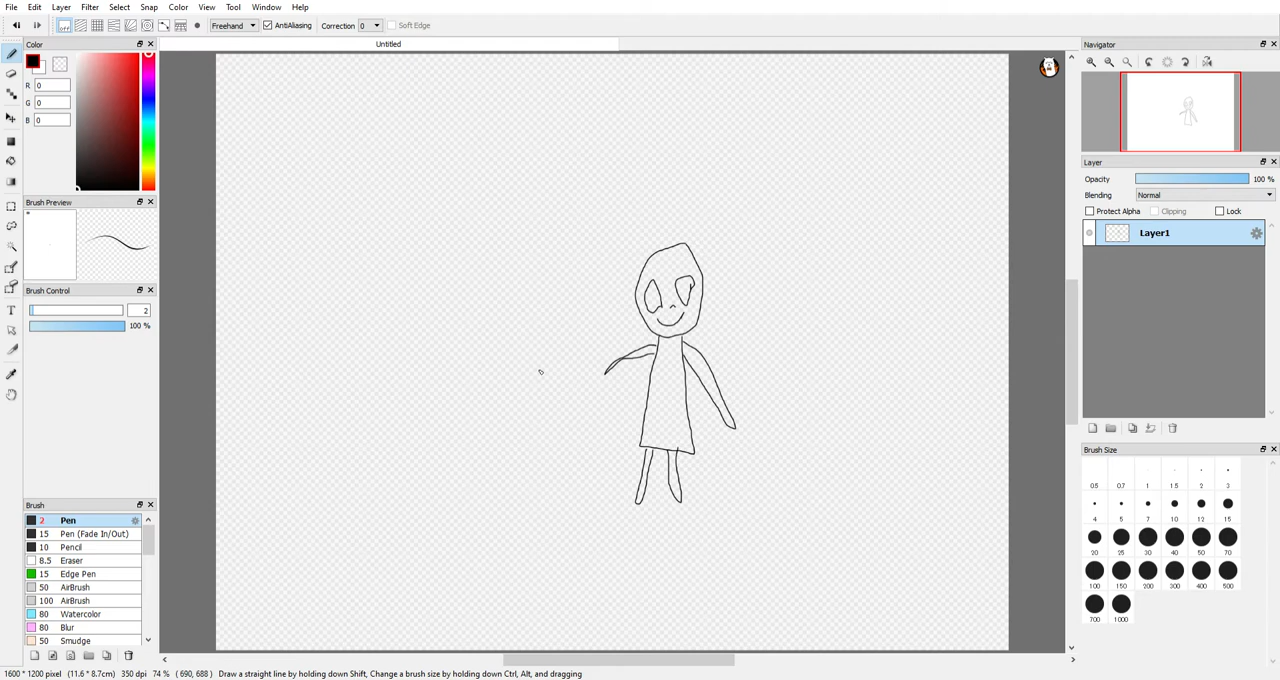 File Edit Layer Filter Select Snap Color View Tool Window Help
off Freehand AntiAliasing Correction 0 Soft Edge
Color
Untitled
Navigator
R 0
G 0
B 0
Brush Preview
Brush Control
2
100 %
Layer
Opacity 100 %
Blending Normal
Protect Alpha Clipping Lock
Layer1
Brush
2 Pen
15 Pen (Fade In/Out)
10 Pencil
8.5 Eraser
15 Edge Pen
50 AirBrush
100 AirBrush
80 Watercolor
80 Blur
50 Smudge
Brush Size
0.5 0.7 1 1.5 2 3
4 5 7 10 12 15
20 25 30 40 50 70
100 150 200 300 400 500
700 1000
1600 * 1200 pixel (11.6 * 8.7cm) 350 dpi 74 % ( 690, 688 ) Draw a straight line by holding down Shift, Change a brush size by holding down Ctrl, Alt, and dragging